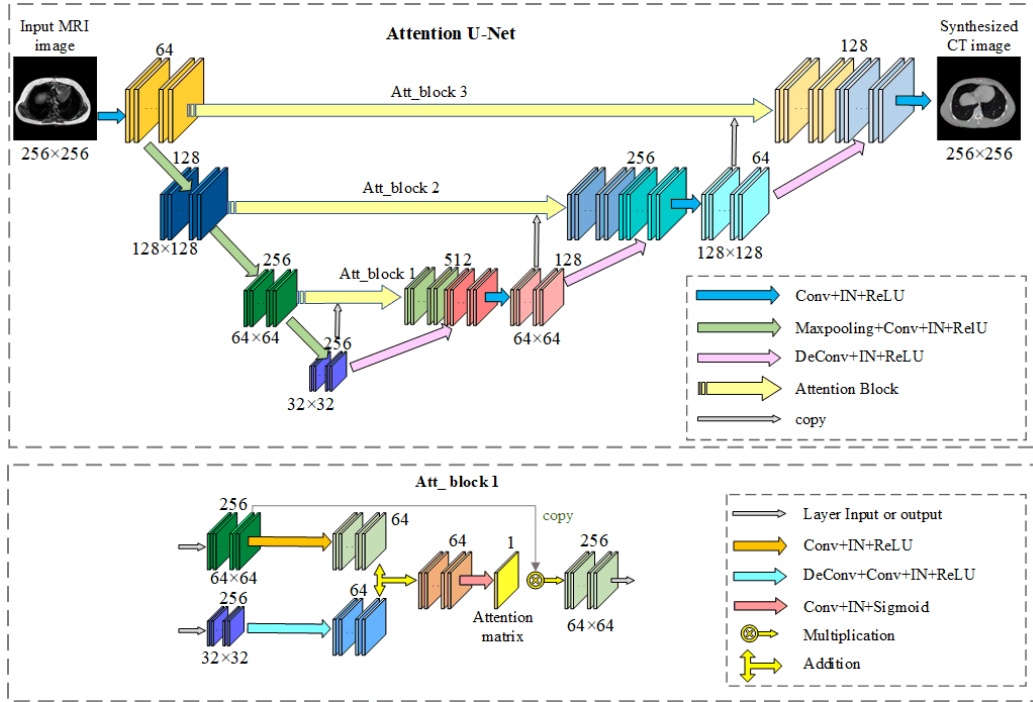 Input MRI
image
Attention U-Net
Synthesized
CT image
64
128
Att_block 3
256×256
256×256
128
Att_block 2
256
64
128×128
128×128
256
Att_block 1
512
128
64×64
64×64
256
32×32
Conv+IN+ReLU
Maxpooling+Conv+IN+RelU
DeConv+IN+ReLU
Attention Block
copy
Att_ block 1
256
64
copy
64×64
64
1
256
Attention
matrix
64×64
256
64
32×32
Layer Input or output
Conv+IN+ReLU
DeConv+Conv+IN+ReLU
Conv+IN+Sigmoid
Multiplication
Addition